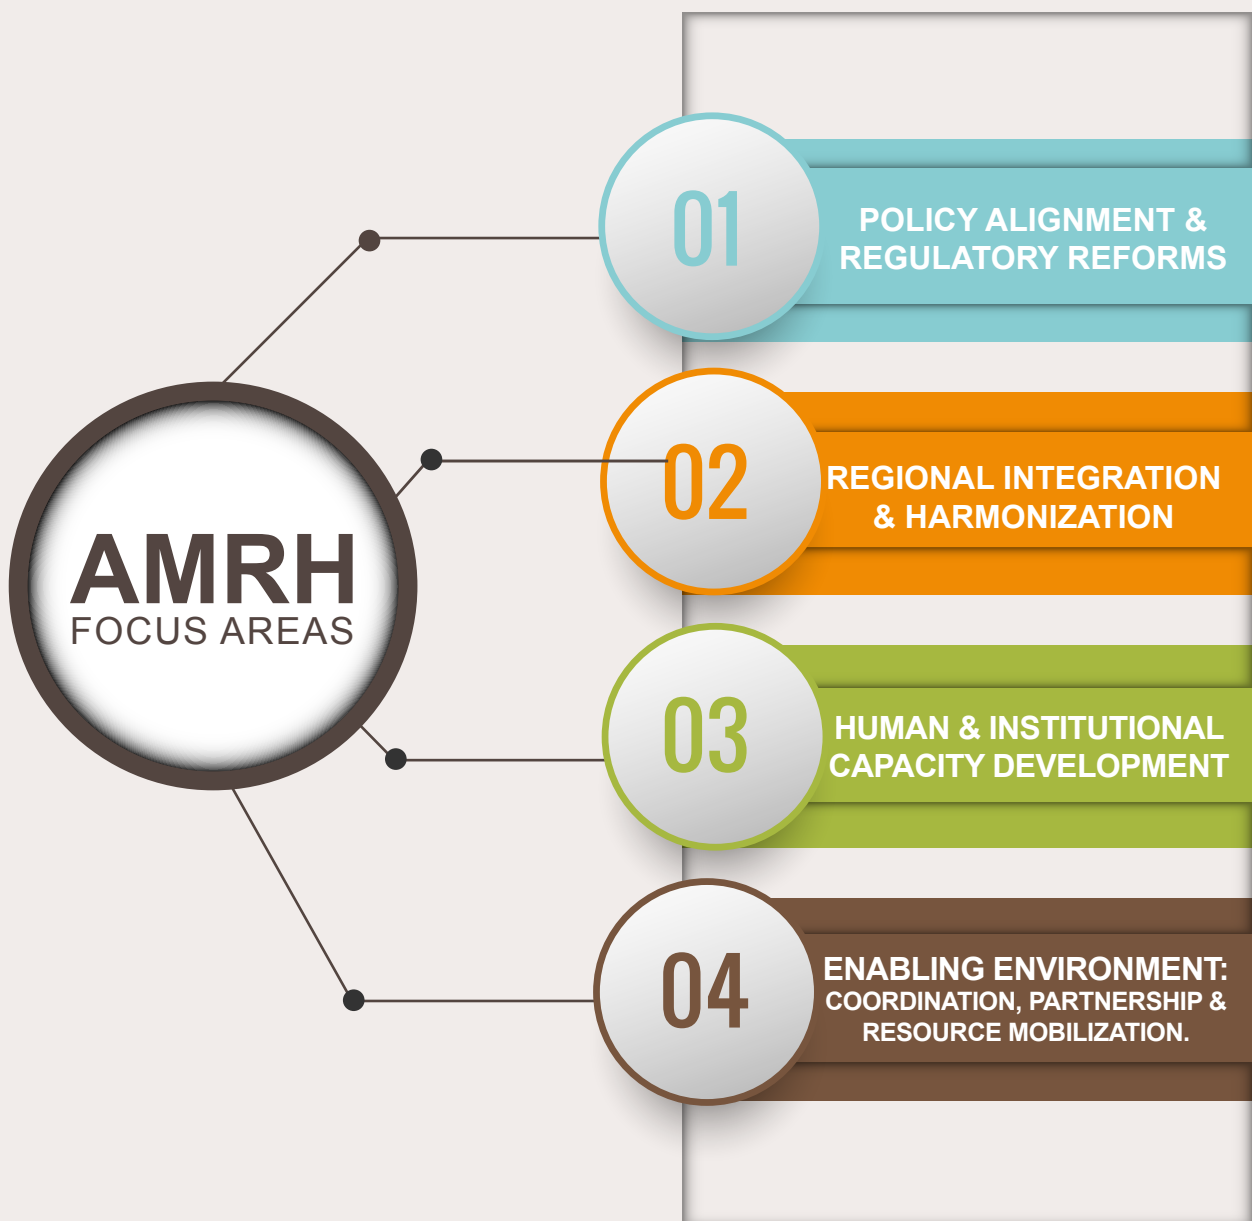 AMRH
FOCUS AREAS
01
POLICY ALIGNMENT &
REGULATORY REFORMS
02
REGIONAL INTEGRATION
& HARMONIZATION
03
HUMAN & INSTITUTIONAL
CAPACITY DEVELOPMENT
04
ENABLING ENVIRONMENT:
COORDINATION, PARTNERSHIP &
RESOURCE MOBILIZATION.